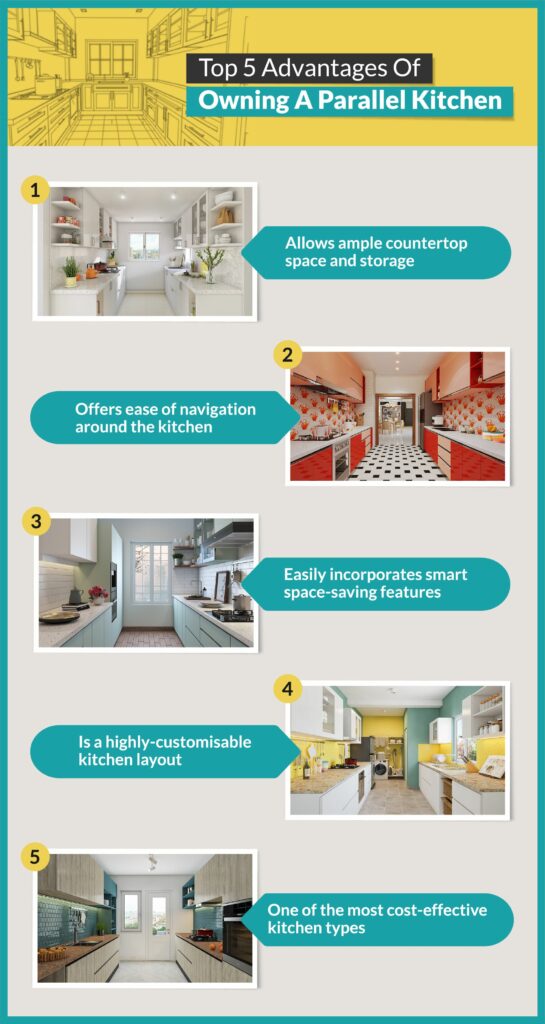 Top 5 Advantages Of
Owning A Parallel Kitchen
1
Allows ample countertop
space and storage
2
Offers ease of navigation
around the kitchen
3
Easily incorporates smart
space-saving features
4
Is a highly-customisable
kitchen layout
5
One of the most cost-effective
kitchen types